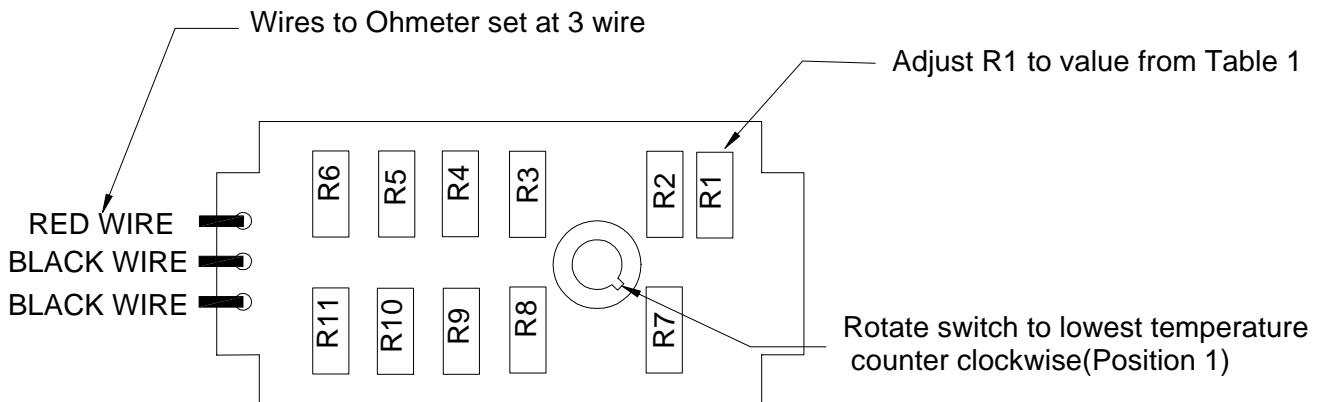 Wires to Ohmeter set at 3 wire
Adjust R1 to value from Table 1
R6
R5
R4
R3
R2
R1
RED WIRE
BLACK WIRE
BLACK WIRE
R11
R10
R9
R8
R7
Rotate switch to lowest temperature
counter clockwise(Position 1)